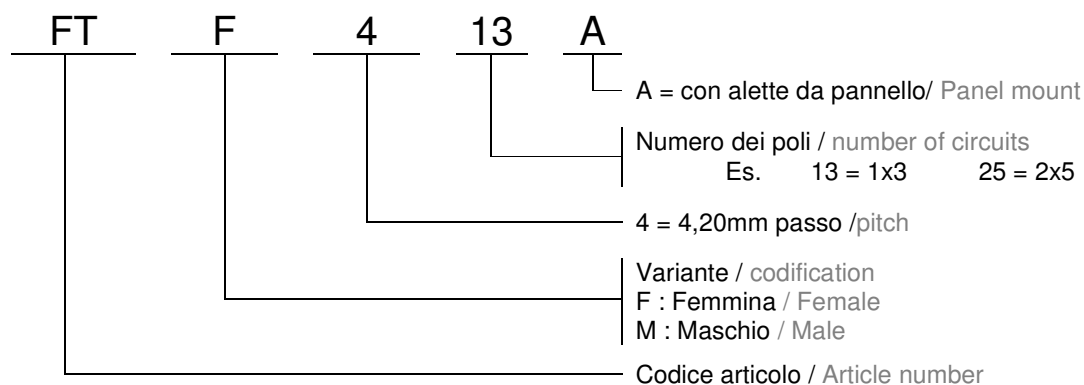 FT F 4 13 A
A = con alette da pannello/ Panel mount
Numero dei poli / number of circuits
Es. 13 = 1x3 25 = 2x5
4 = 4,20mm passo /pitch
Variante / codification
F : Femmina / Female
M : Maschio / Male
Codice articolo / Article number